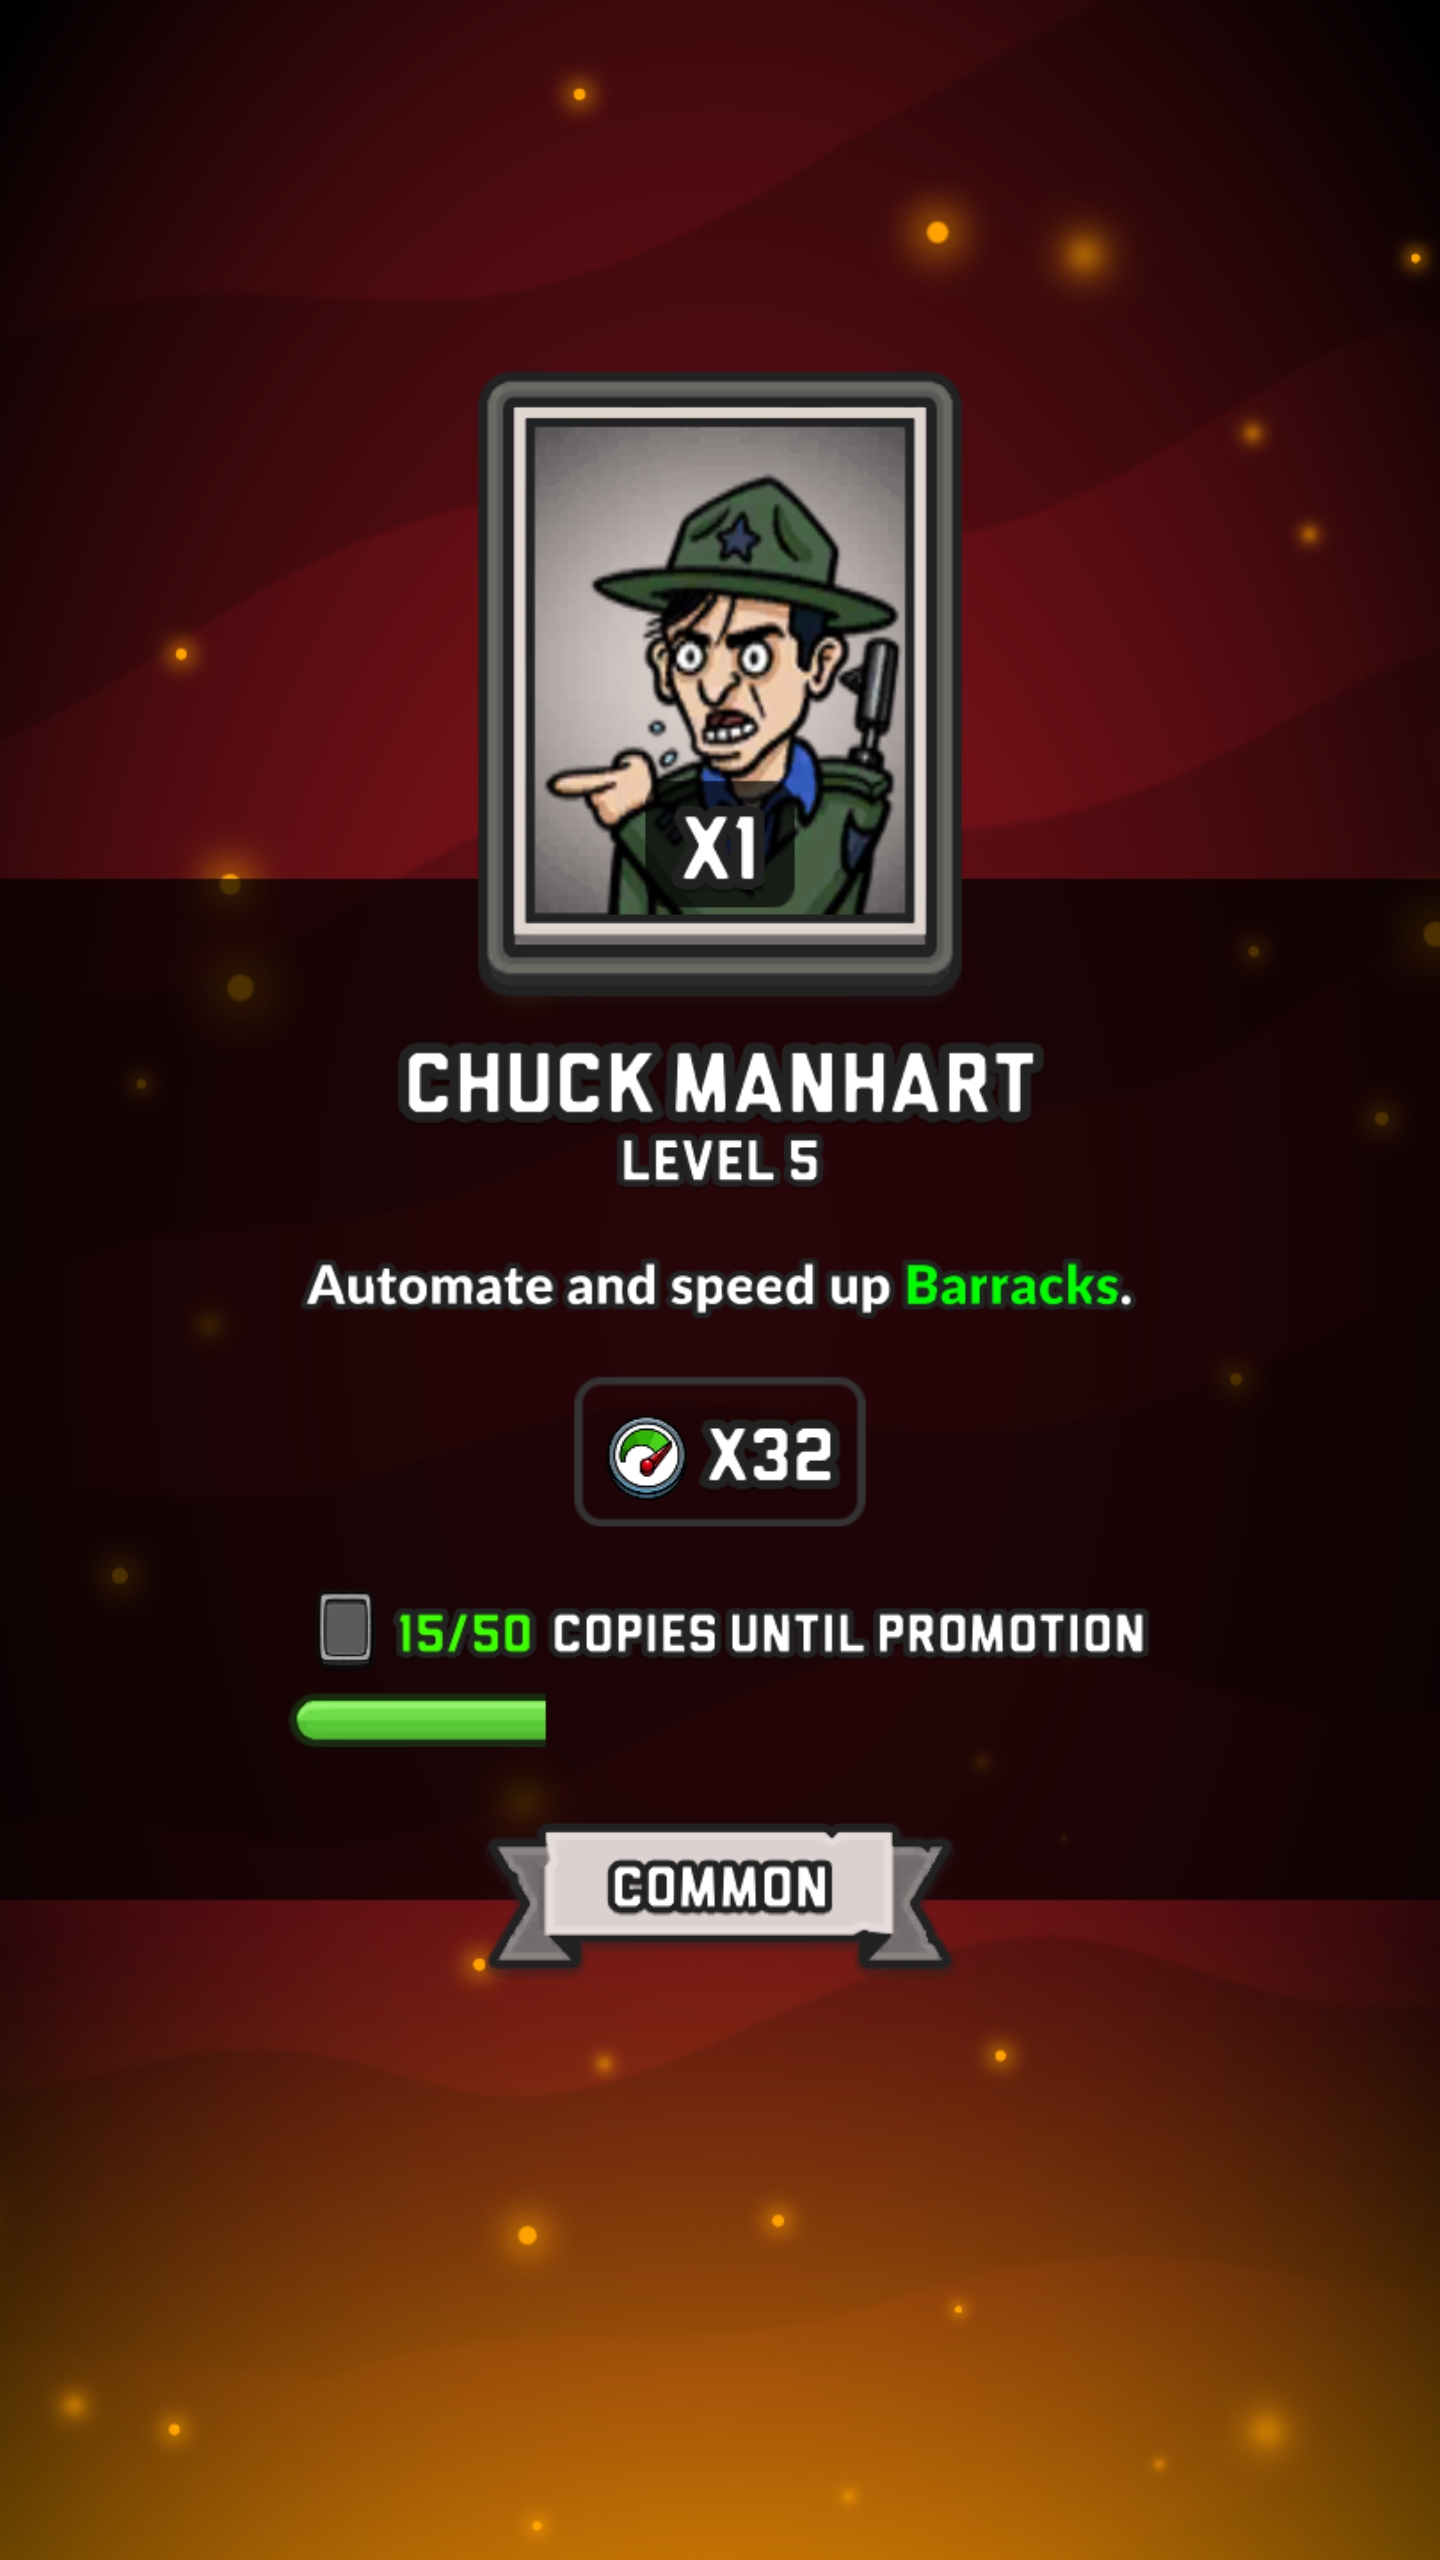 X1
CHUCK MANHART
LEVEL 5
Automate and speed up Barracks.
X32
15/50 COPIES UNTIL PROMOTION
COMMON